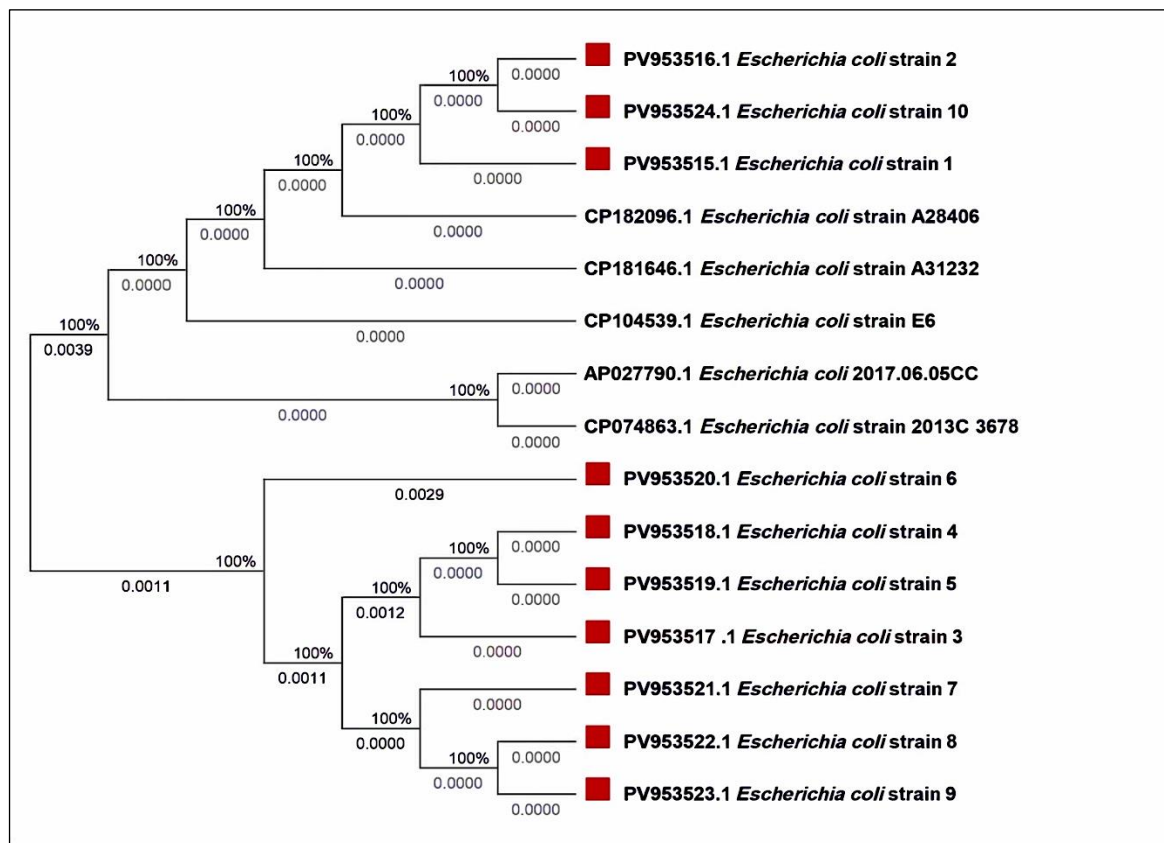 PV953516.1 Escherichia coli strain 2
100%
0.0000
100%
0.0000
PV953524.1 Escherichia coli strain 10
100%
0.0000
0.0000
PV953515.1 Escherichia coli strain 1
100%
0.0000
0.0000
CP182096.1 Escherichia coli strain A28406
100%
0.0000
0.0000
CP181646.1 Escherichia coli strain A31232
100%
0.0000
0.0000
CP104539.1 Escherichia coli strain E6
100%
0.0000
0.0039
AP027790.1 Escherichia coli 2017.06.05CC
100%
0.0000
0.0000
CP074863.1 Escherichia coli strain 2013C 3678
0.0000
PV953520.1 Escherichia coli strain 6
0.0029
PV953518.1 Escherichia coli strain 4
100%
0.0000
100%
0.0000
0.0011
PV953519.1 Escherichia coli strain 5
100%
0.0000
0.0012
PV953517 .1 Escherichia coli strain 3
100%
0.0000
0.0011
PV953521.1 Escherichia coli strain 7
0.0000
100%
PV953522.1 Escherichia coli strain 8
0.0000
0.0000
100%
0.0000
PV953523.1 Escherichia coli strain 9
0.0000